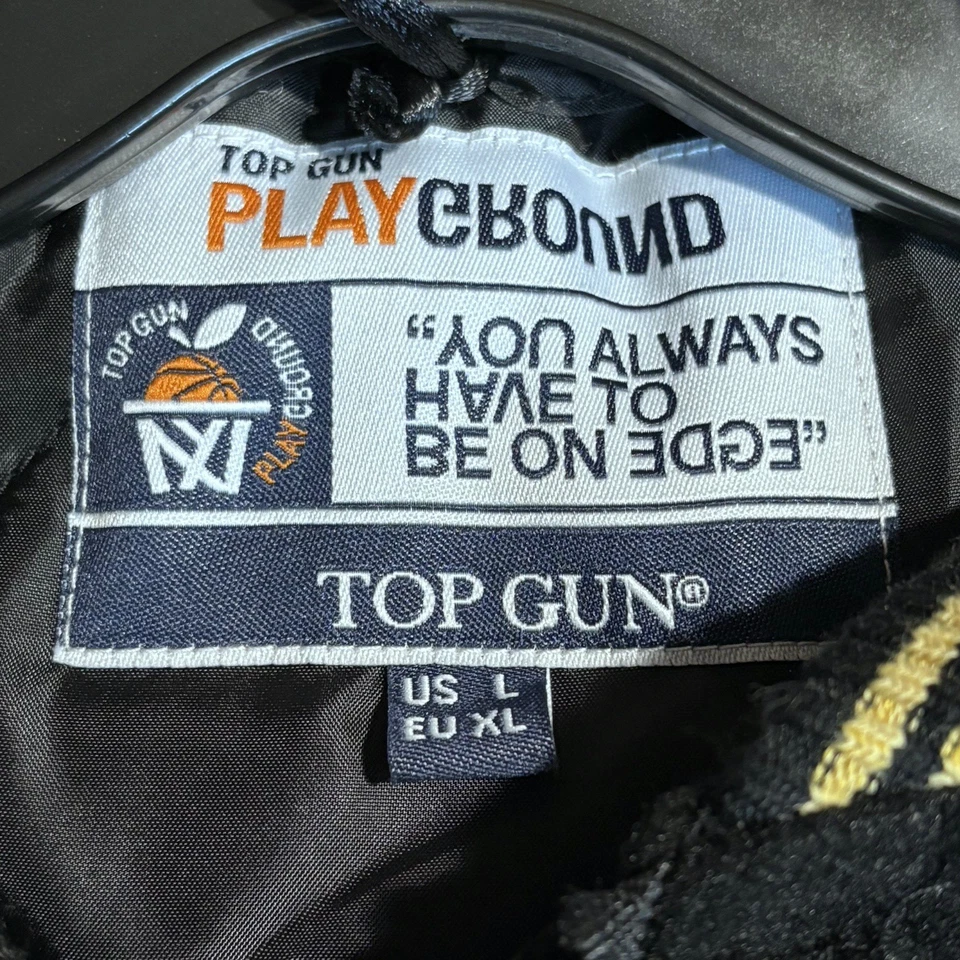 TOP GUN
PLAYGROUND
TOP GUN PLAYGROUND
"YOU ALWAYS
HAVE TO
BE ON EDGE"
TOP GUN®
US L
EU XL